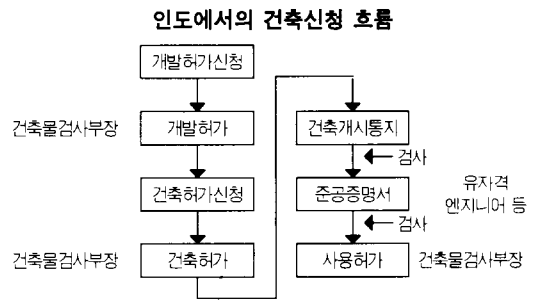 인도에서의 건축신청 흐름
개발허가신청
건축물검사부장
개발허가
건축허가신청
건축물검사부장
건축허가
건축개시통지
검사
준공증명서
유자격
엔지니어 등
검사
사용허가
건축물검사부장